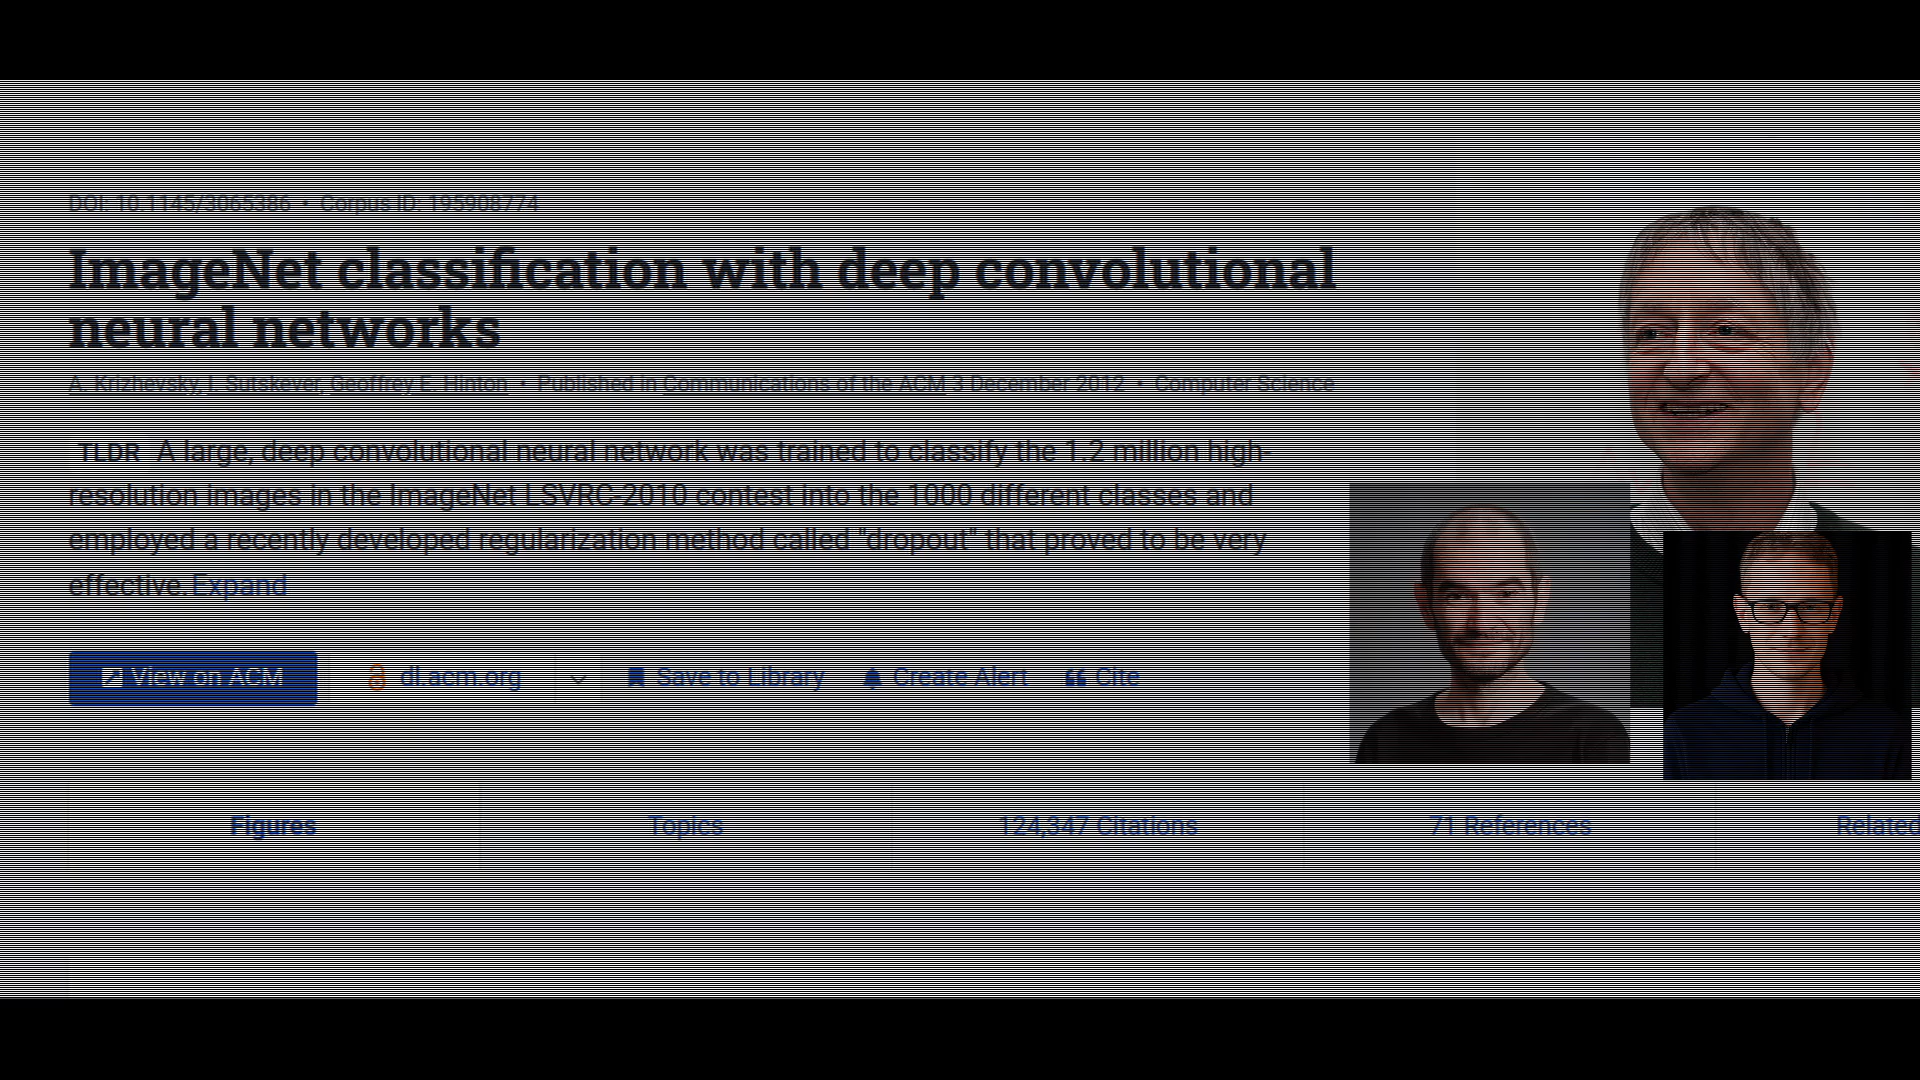 DOI: 10.1145/3065386 • Corpus ID: 195908774
ImageNet classification with deep convolutional
neural networks
A. Krizhevsky, I. Sutskever, Geoffrey E. Hinton • Published in Communications of the ACM 3 December 2012 • Computer Science
TLDR A large, deep convolutional neural network was trained to classify the 1.2 million high-
resolution images in the ImageNet LSVRC-2010 contest into the 1000 different classes and
employed a recently developed regularization method called "dropout" that proved to be very
effective. Expand
View on ACM dl.acm.org Save to Library Create Alert Cite
Figures Topics 124,347 Citations 71 References Related